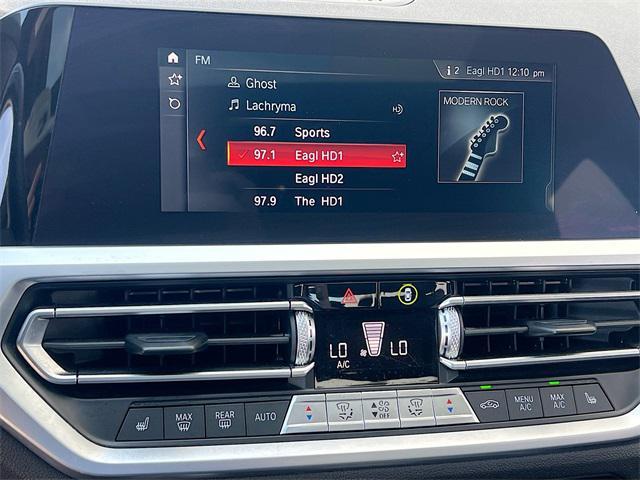 FM
i 2 Eagl HD1 12:10 pm
Ghost
Lachryma
MODERN ROCK
96.7 Sports
97.1 Eagl HD1
Eagl HD2
97.9 The HD1
LO LO
A/C
MAX REAR AUTO OFF MENU A/C MAX A/C